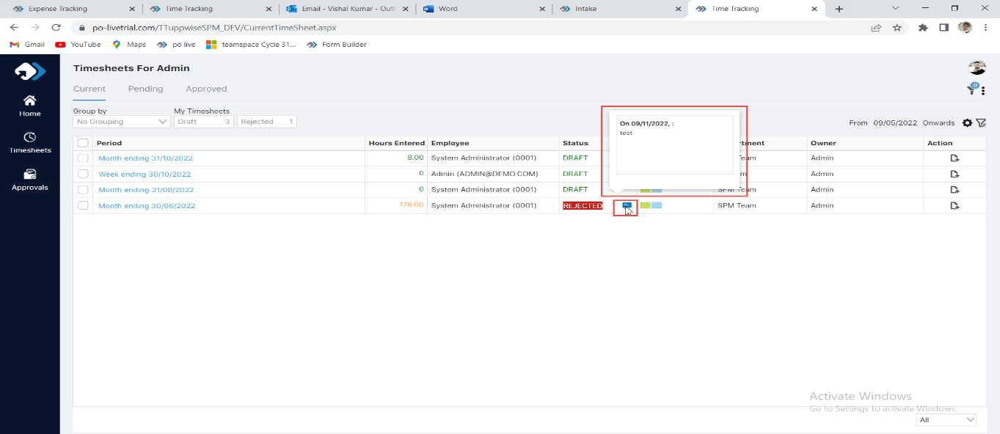 Expense Tracking
Time Tracking
Email - Vishal Kumar - Outl
Word
Intake
Time Tracking
po-livetrial.com/TTuppwiseSPM_DEV/CurrentTimeSheet.aspx
Gmail
YouTube
Maps
po live
teamspace Cycle 31...
Form Builder
Timesheets For Admin
Current Pending Approved
0
Home
Timesheets
Approvals
Group by My Timesheets
No Grouping Draft 3 Rejected 1
From 09/05/2022 Onwards
On 09/11/2022, :
test
Period Hours Entered Employee Status Owner Action
Month ending 31/10/2022 8.00 System Administrator (0001) DRAFT Admin
Week ending 30/10/2022 0 Admin (ADMIN@DEMO.COM) DRAFT Admin
Month ending 31/08/2022 0 System Administrator (0001) DRAFT SPM Team Admin
Month ending 30/06/2022 176.00 System Administrator (0001) REJECTED SPM Team Admin
Activate Windows
Go to Settings to activate Windows.
All